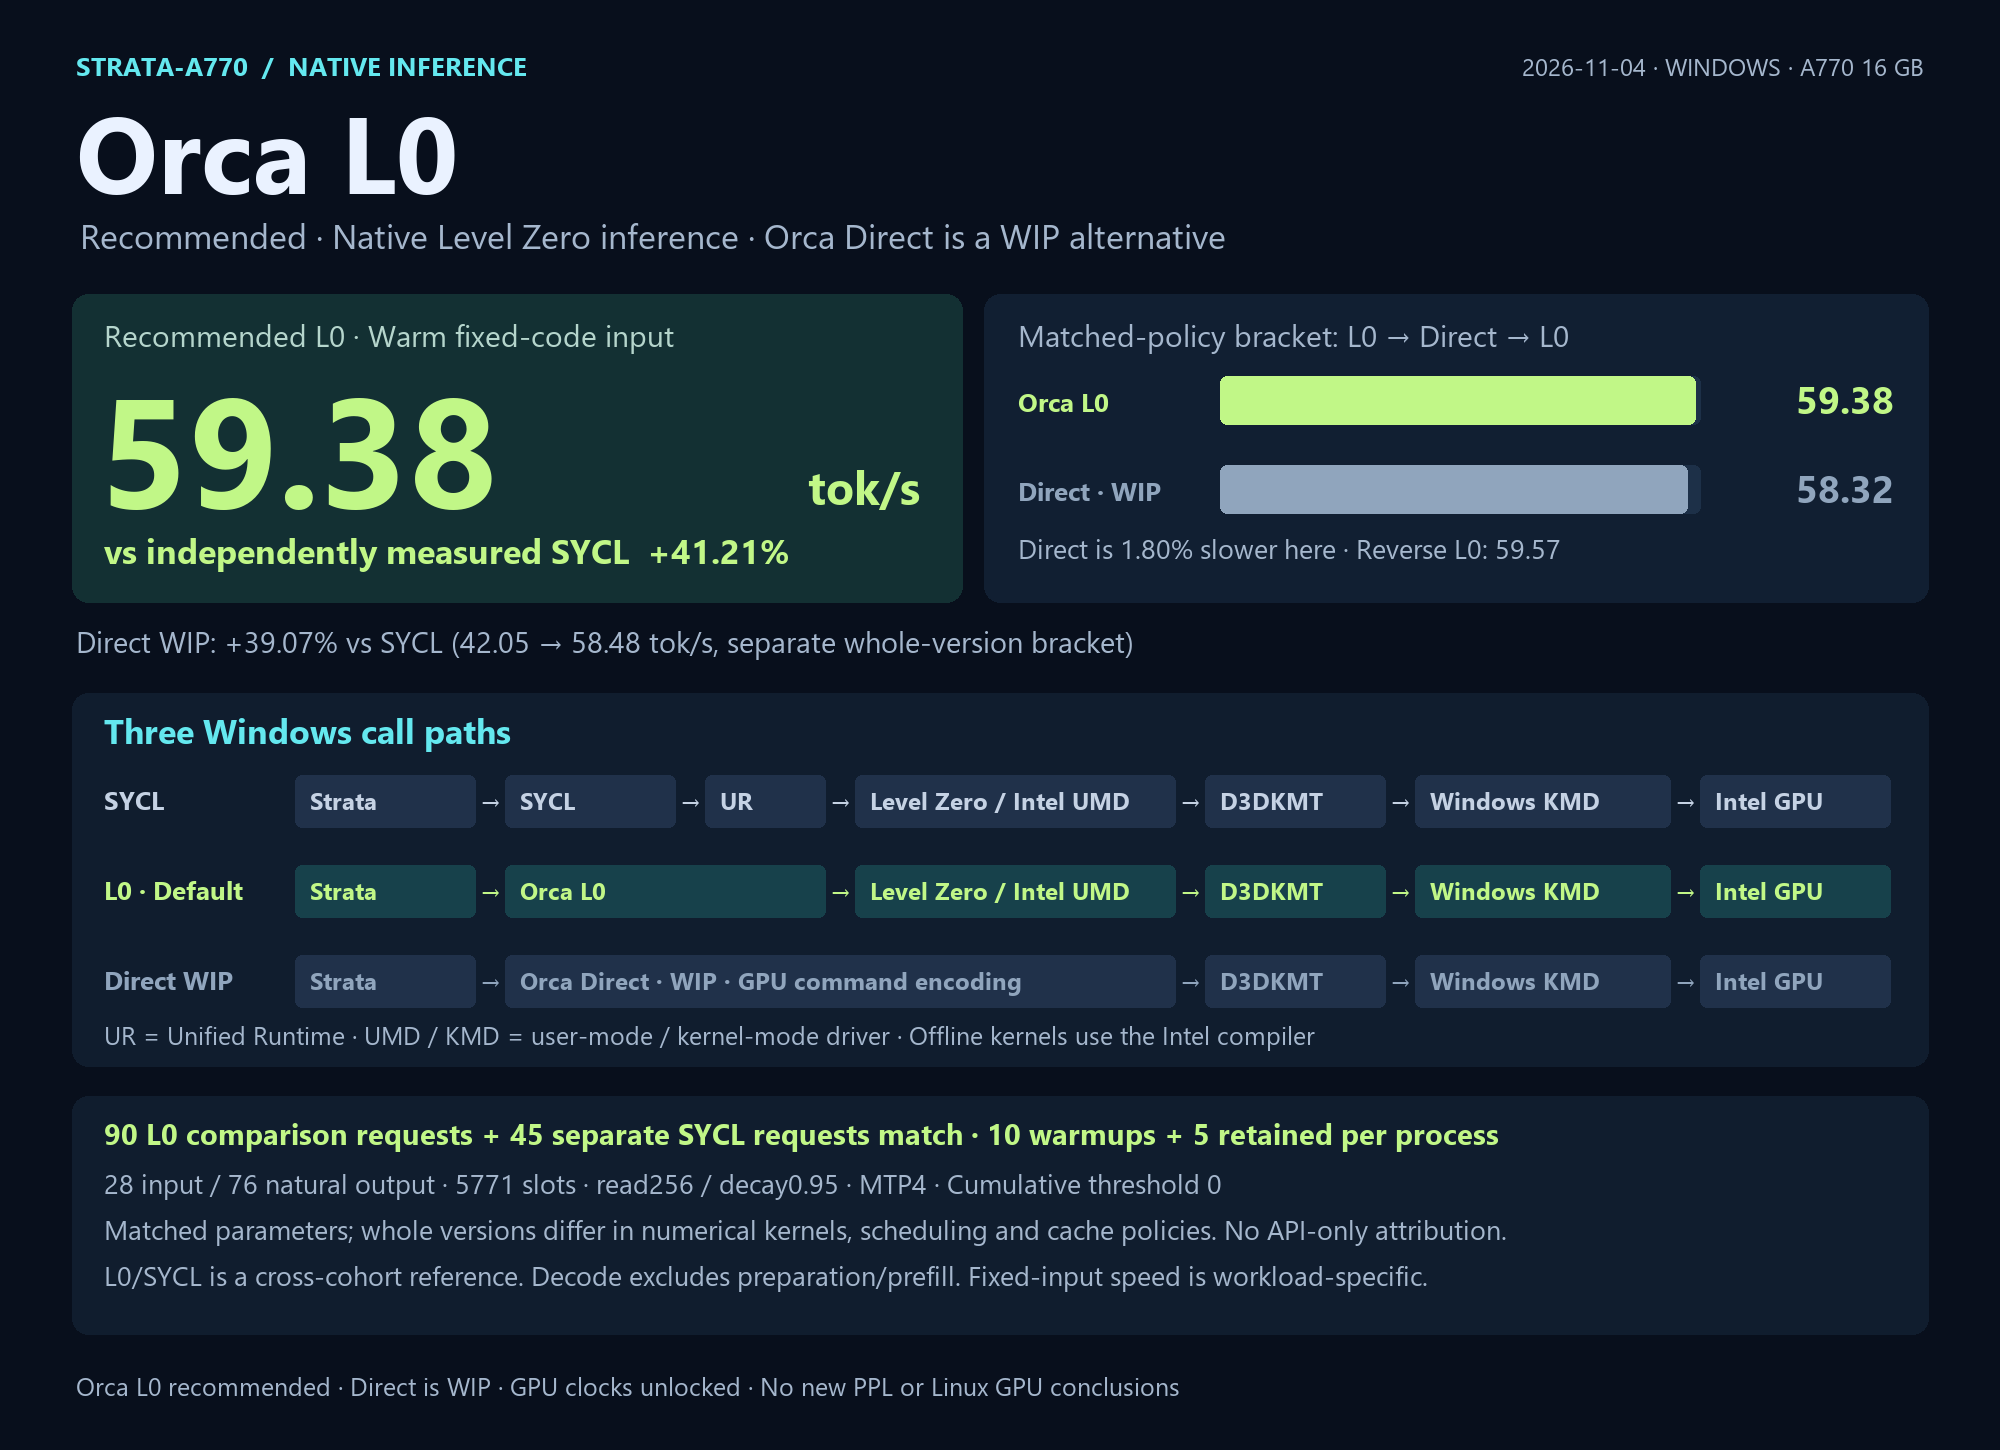 STRATA-A770 / NATIVE INFERENCE
2026-11-04 · WINDOWS · A770 16 GB
Orca L0
Recommended · Native Level Zero inference · Orca Direct is a WIP alternative
Recommended L0 · Warm fixed-code input
59.38 tok/s
vs independently measured SYCL +41.21%
Matched-policy bracket: L0 → Direct → L0
Orca L0 59.38
Direct · WIP 58.32
Direct is 1.80% slower here · Reverse L0: 59.57
Direct WIP: +39.07% vs SYCL (42.05 → 58.48 tok/s, separate whole-version bracket)
Three Windows call paths
SYCL Strata → SYCL → UR → Level Zero / Intel UMD → D3DKMT → Windows KMD → Intel GPU
L0 · Default Strata → Orca L0 → Level Zero / Intel UMD → D3DKMT → Windows KMD → Intel GPU
Direct WIP Strata → Orca Direct · WIP · GPU command encoding → D3DKMT → Windows KMD → Intel GPU
UR = Unified Runtime · UMD / KMD = user-mode / kernel-mode driver · Offline kernels use the Intel compiler
90 L0 comparison requests + 45 separate SYCL requests match · 10 warmups + 5 retained per process
28 input / 76 natural output · 5771 slots · read256 / decay0.95 · MTP4 · Cumulative threshold 0
Matched parameters; whole versions differ in numerical kernels, scheduling and cache policies. No API-only attribution.
L0/SYCL is a cross-cohort reference. Decode excludes preparation/prefill. Fixed-input speed is workload-specific.
Orca L0 recommended · Direct is WIP · GPU clocks unlocked · No new PPL or Linux GPU conclusions